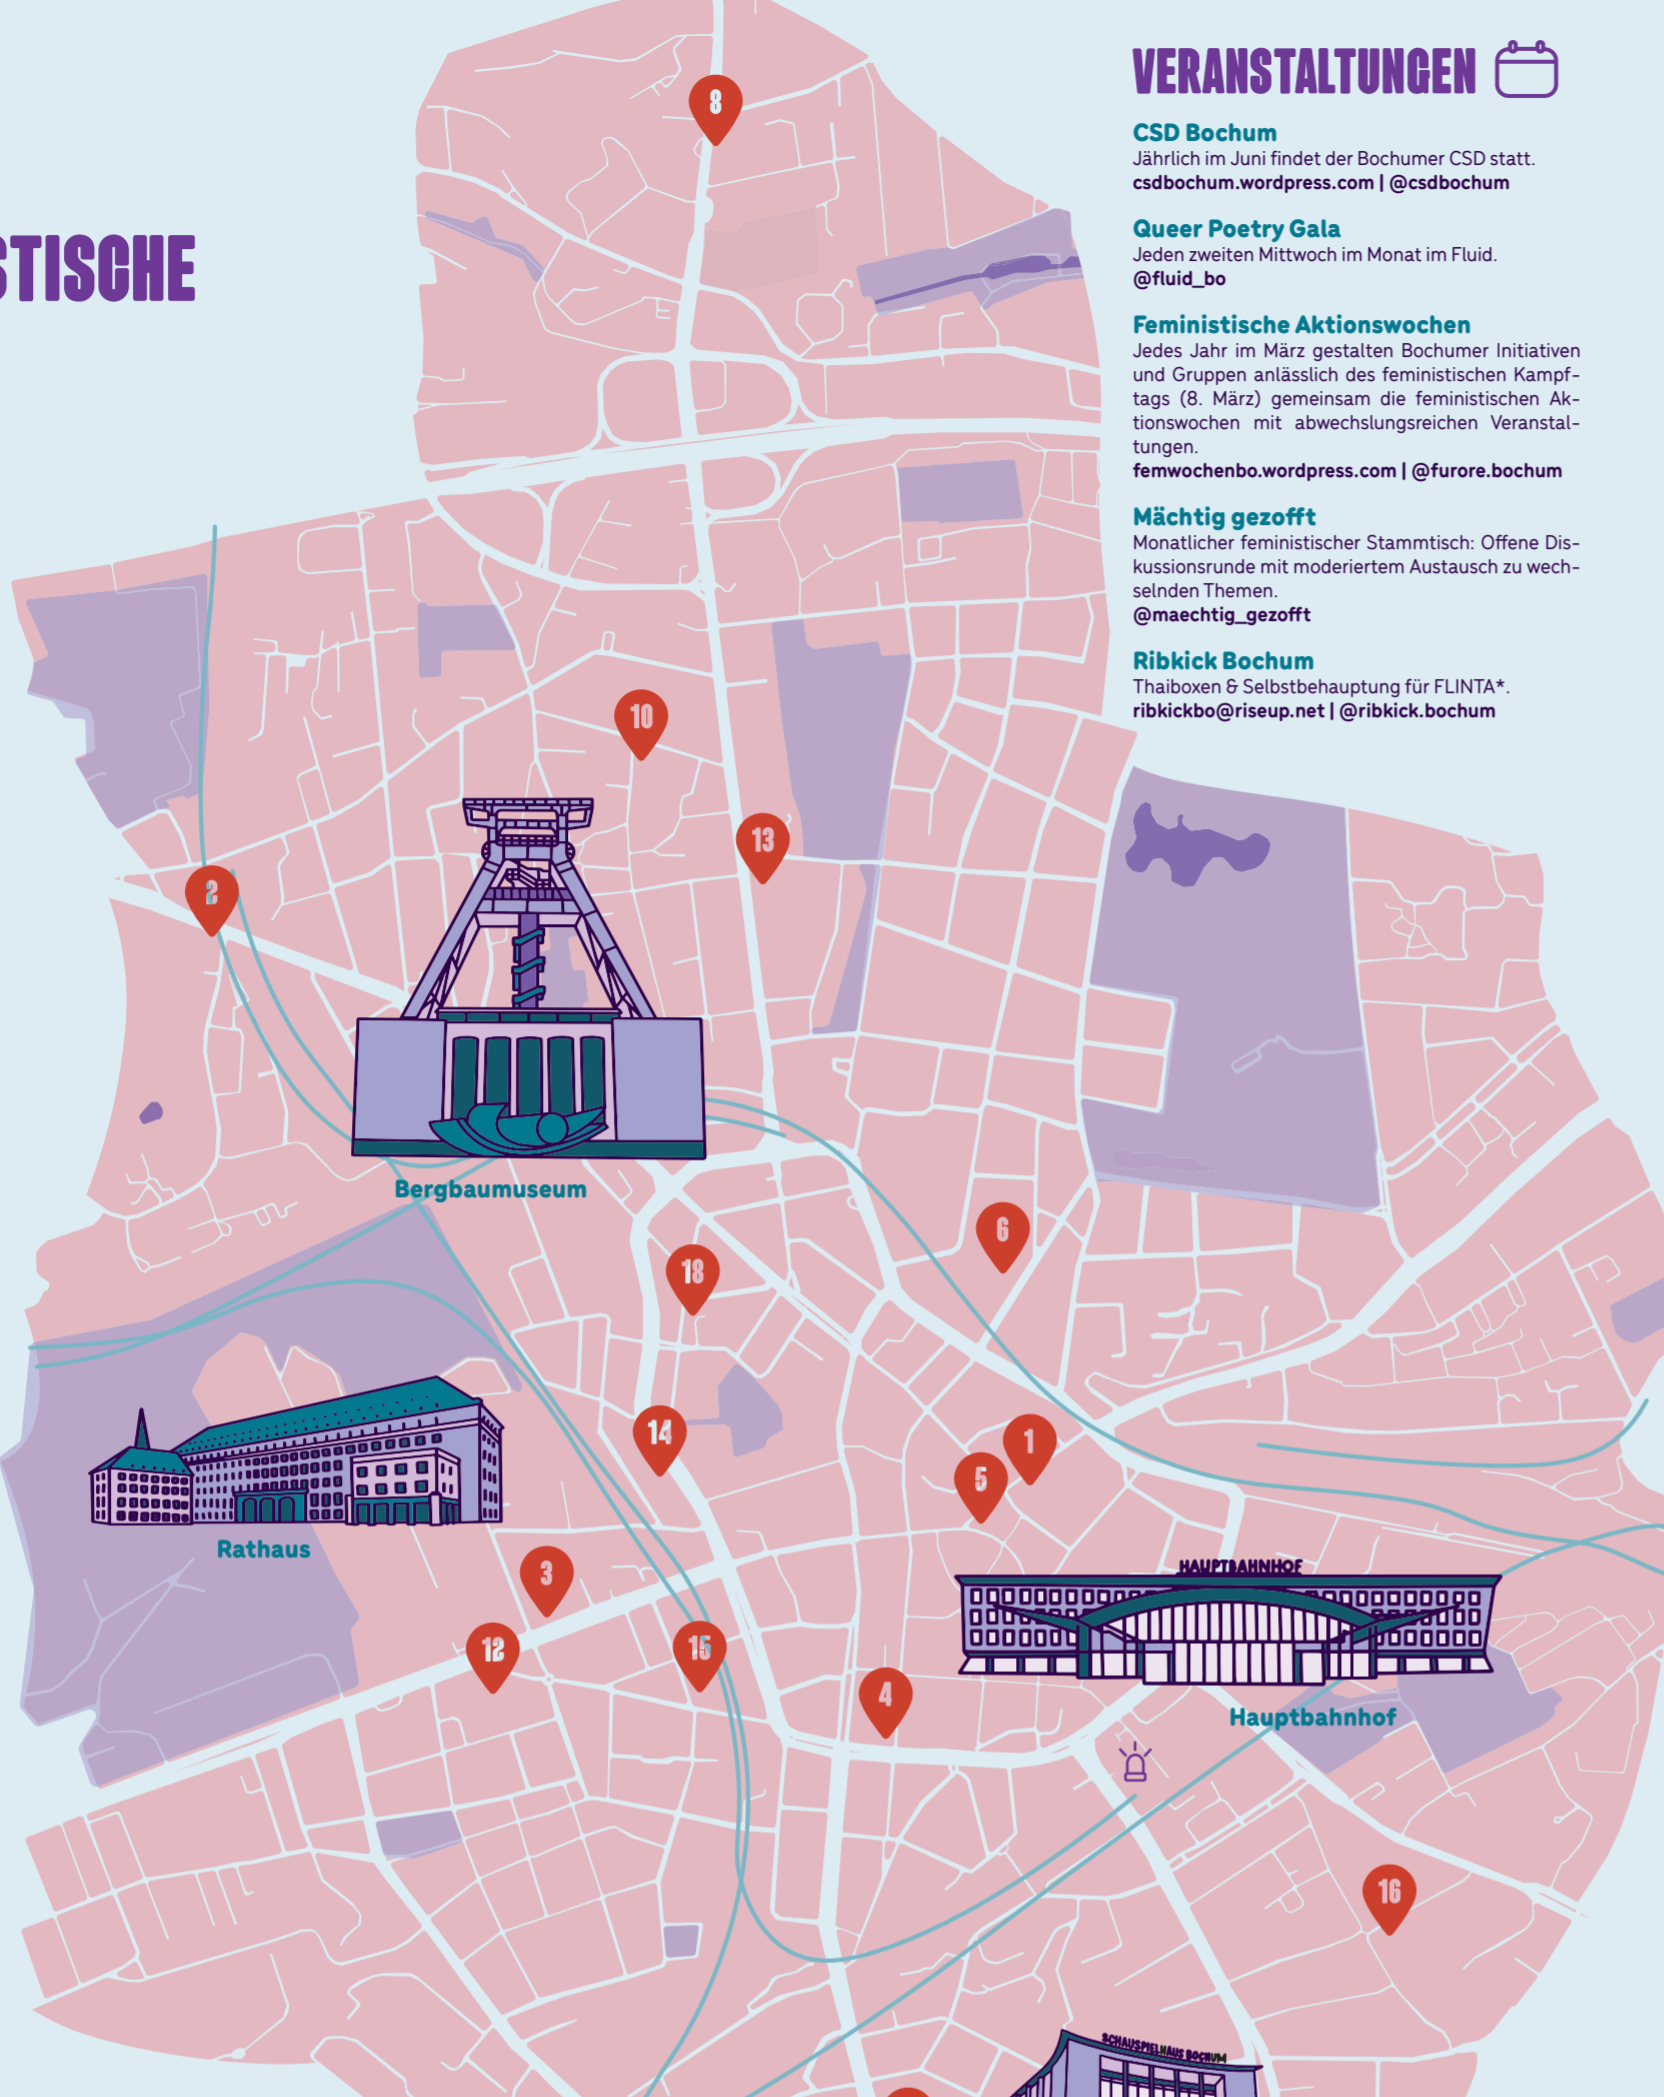 STISCHE
VERANSTALTUNGEN
CSD Bochum
Jährlich im Juni findet der Bochumer CSD statt.
csdbochum.wordpress.com | @csdbochum
Queer Poetry Gala
Jeden zweiten Mittwoch im Monat im Fluid.
@fluid_bo
Feministische Aktionswochen
Jedes Jahr im März gestalten Bochumer Initiativen
und Gruppen anlässlich des feministischen Kampf-
tags (8. März) gemeinsam die feministischen Ak-
tionswochen mit abwechslungsreichen Veranstal-
tungen.
femwochenbo.wordpress.com | @furore.bochum
Mächtig gezofft
Monatlicher feministischer Stammtisch: Offene Dis-
kussionsrunde mit moderiertem Austausch zu wech-
selnden Themen.
@maechtig_gezofft
Ribkick Bochum
Thaiboxen & Selbstbehauptung für FLINTA*.
ribkickbo@riseup.net | @ribkick.bochum
8
10
13
2
Bergbaumuseum
6
18
14
1
5
Rathaus
3
HAUPTBAHNHOF
12
15
4
Hauptbahnhof
16
SCHAUSPIELHAUS BOCHUM